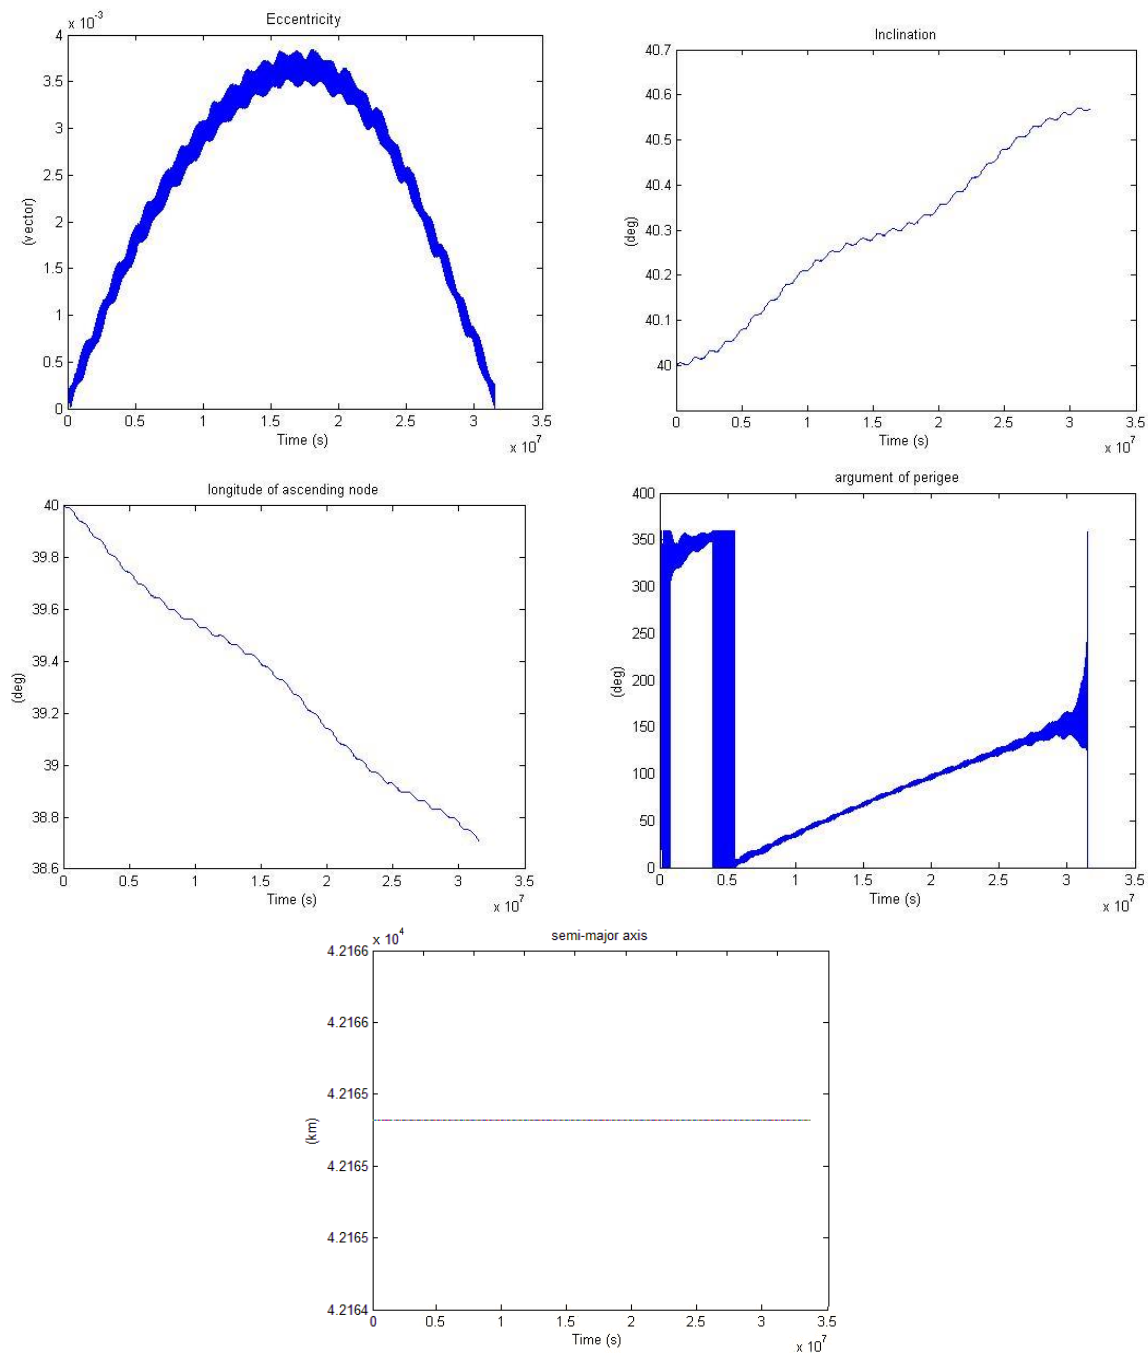 Eccentricity
x 10^-3
4
3.5
3
2.5
2
1.5
1
0.5
0
(vector)
0 0.5 1 1.5 2 2.5 3 3.5
Time (s)
x 10^7
Inclination
40.7
40.6
40.5
40.4
40.3
40.2
40.1
40
(deg)
0 0.5 1 1.5 2 2.5 3 3.5
Time (s)
x 10^7
longitude of ascending node
40
39.8
39.6
39.4
39.2
39
38.8
38.6
(deg)
0 0.5 1 1.5 2 2.5 3 3.5
Time (s)
x 10^7
argument of perigee
400
350
300
250
200
150
100
50
0
(deg)
0 0.5 1 1.5 2 2.5 3 3.5
Time (s)
x 10^7
semi-major axis
x 10^4
4.2166
4.2166
4.2165
4.2165
4.2165
4.2164
(km)
0 0.5 1 1.5 2 2.5 3 3.5
Time (s)
x 10^7